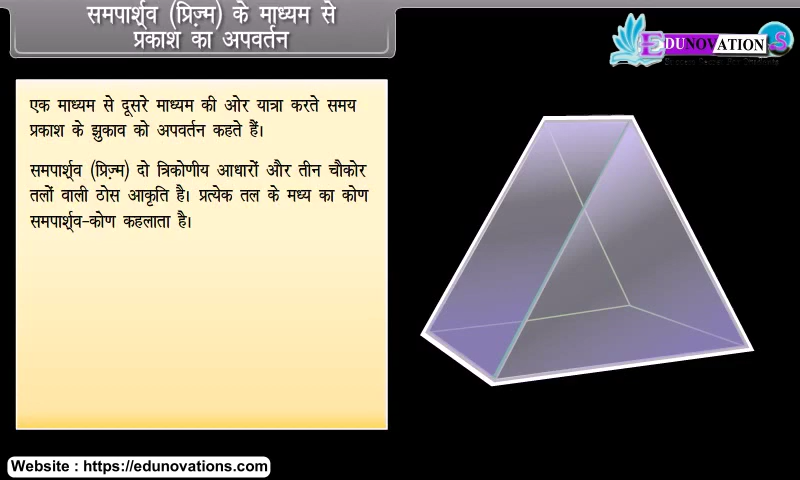 समपार्श्व (प्रिज़्म) के माध्यम से
प्रकाश का अपवर्तन
EDUNOVATION.S
एक माध्यम से दूसरे माध्यम की ओर यात्रा करते समय
प्रकाश के झुकाव को अपवर्तन कहते हैं।
समपार्श्व (प्रिज़्म) दो त्रिकोणीय आधारों और तीन चौकोर
तलों वाली ठोस आकृति है। प्रत्येक तल के मध्य का कोण
समपार्श्व-कोण कहलाता है।
Website : https://edunovations.com